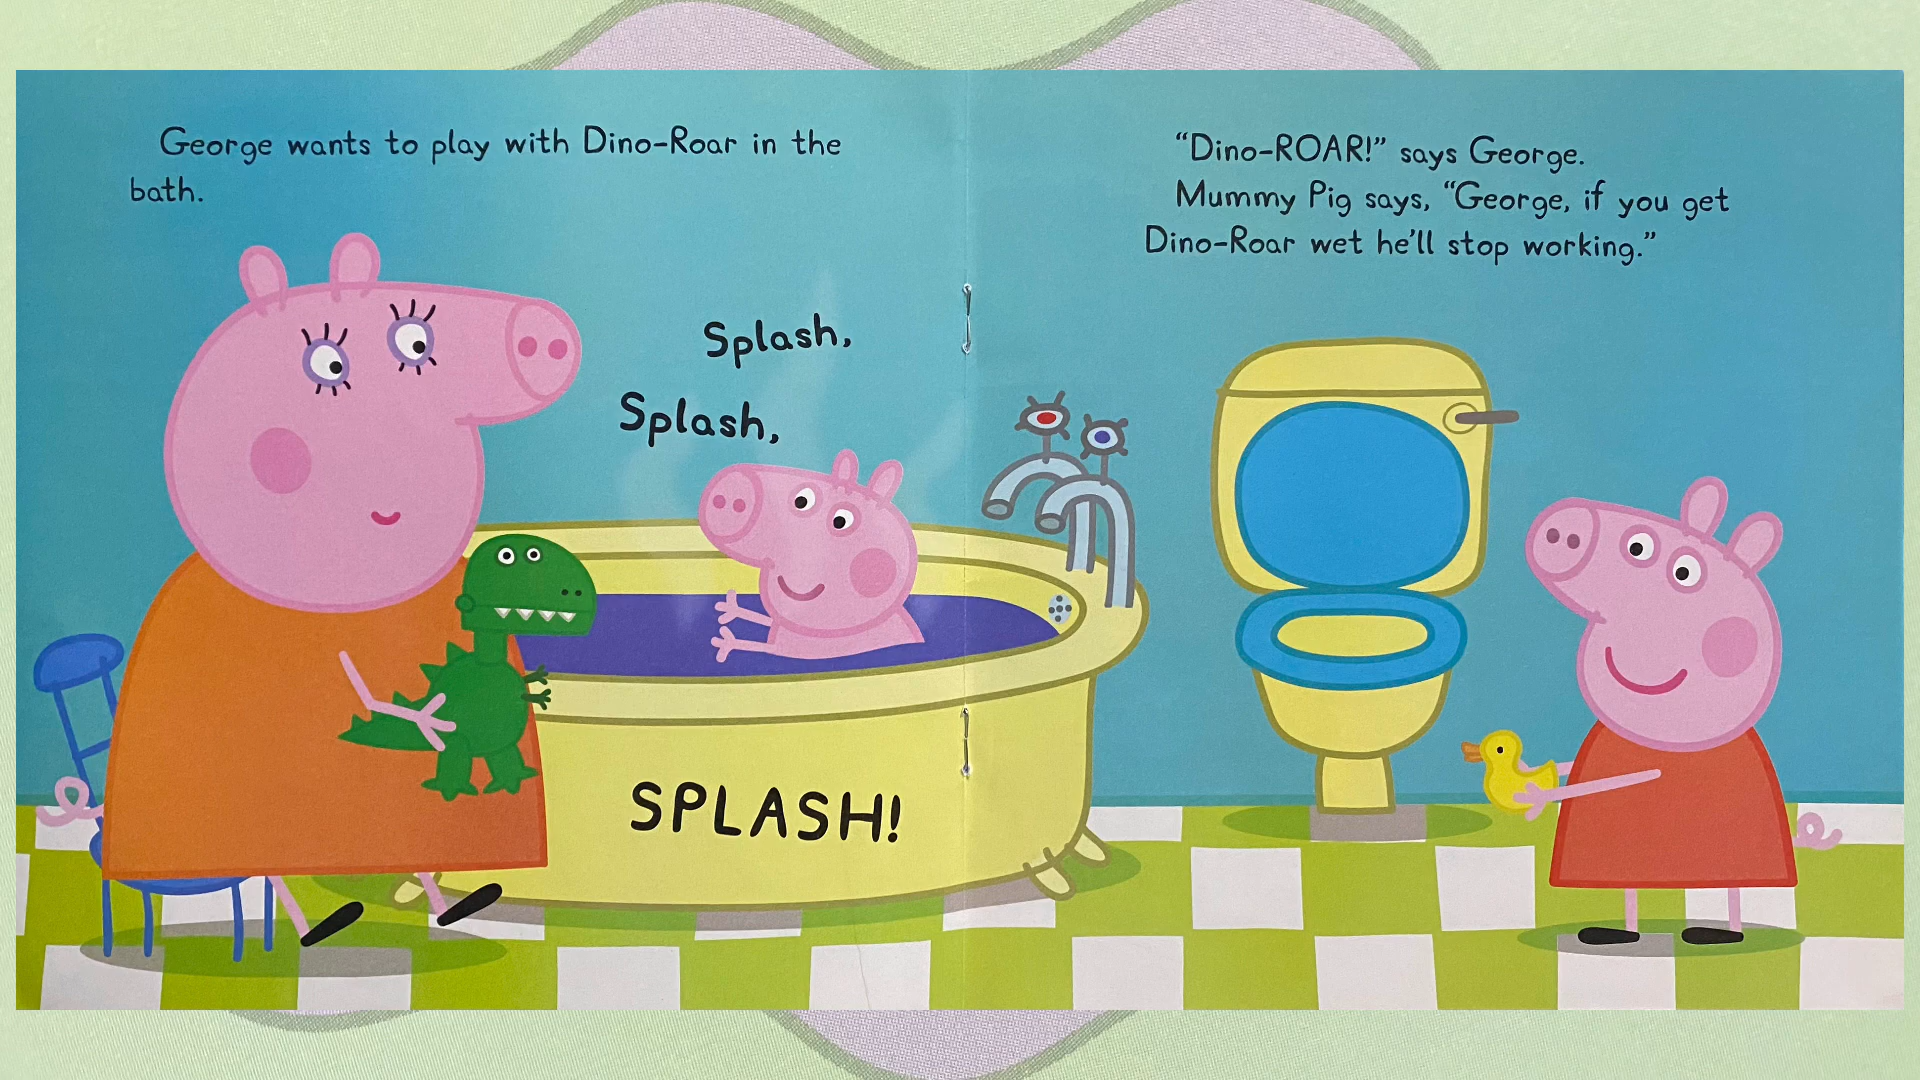 George wants to play with Dino-Roar in the
bath.
Splash,
Splash,
SPLASH!
“Dino-ROAR!” says George.
Mummy Pig says, “George, if you get
Dino-Roar wet he’ll stop working.”